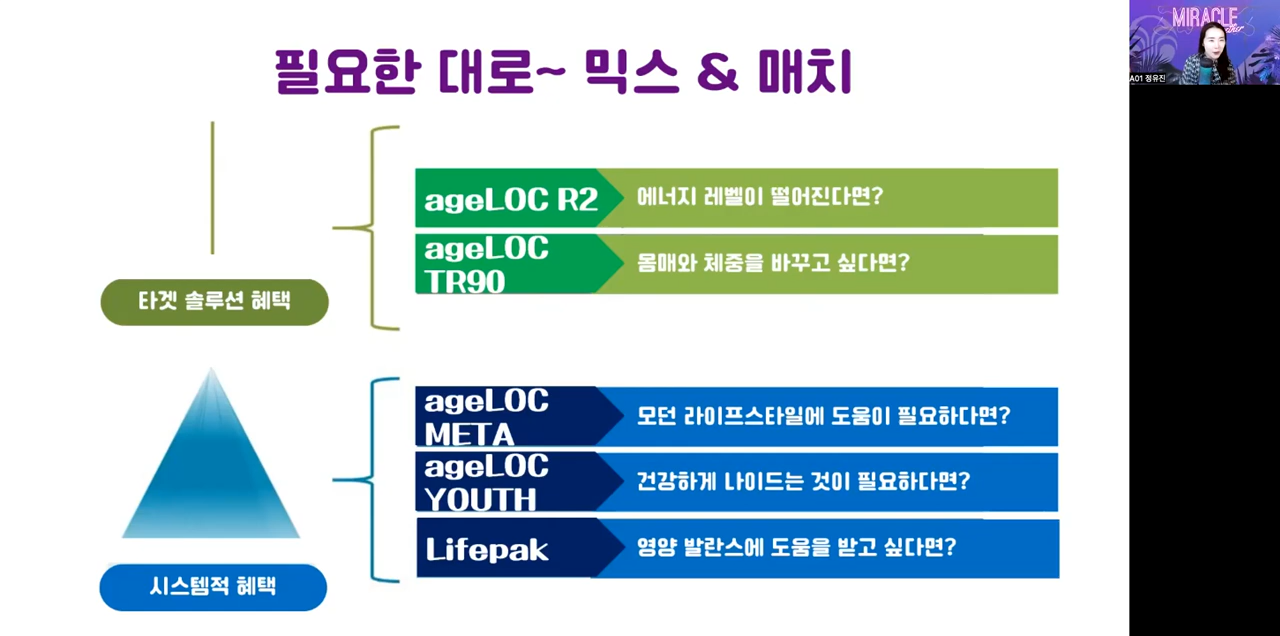 필요한 대로~ 믹스 & 매치
MIRACLE
A01 정유진
ageLOC R2
에너지 레벨이 떨어진다면?
ageLOC
TR90
몸매와 체중을 바꾸고 싶다면?
타겟 솔루션 혜택
ageLOC
META
모던 라이프스타일에 도움이 필요하다면?
ageLOC
YOUTH
건강하게 나이드는 것이 필요하다면?
Lifepak
영양 발란스에 도움을 받고 싶다면?
시스템적 혜택